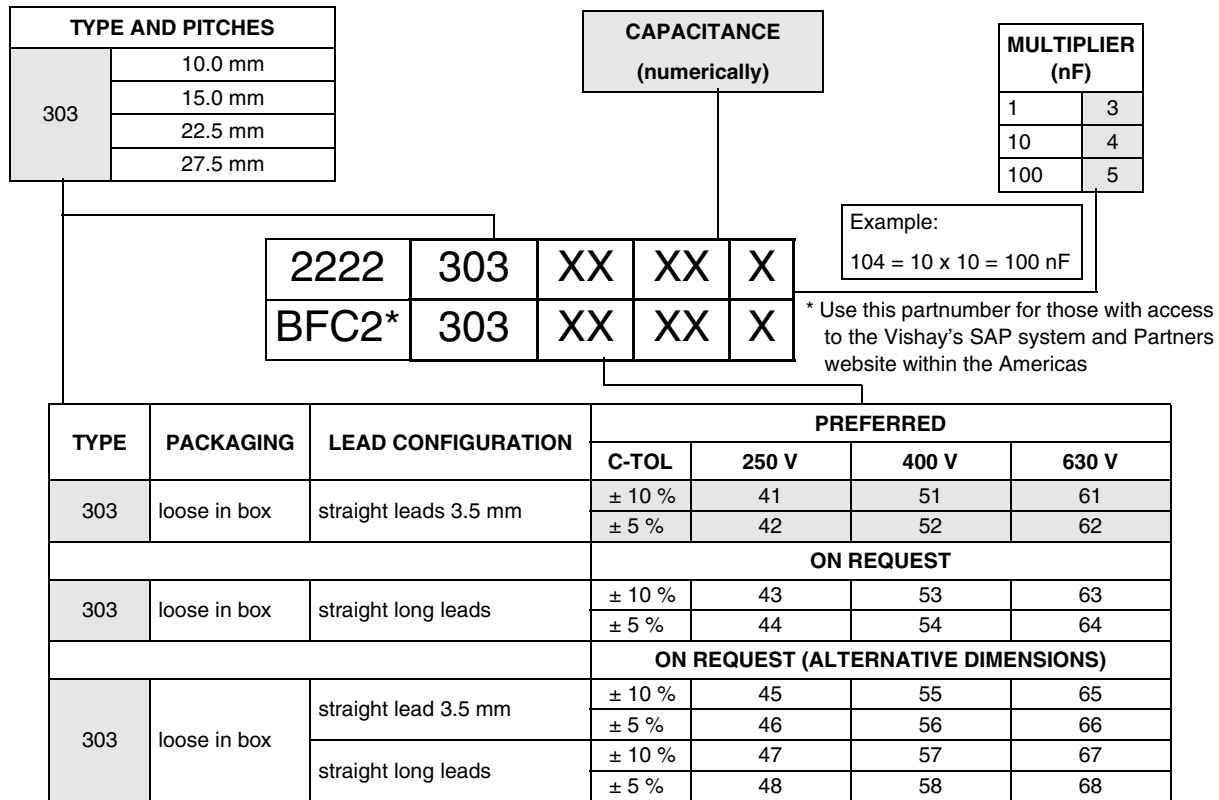 TYPE AND PITCHES
303
10.0 mm
15.0 mm
22.5 mm
27.5 mm
CAPACITANCE
(numerically)
MULTIPLIER
(nF)
1 3
10 4
100 5
Example:
104 = 10 x 10 = 100 nF
2222 303 XX XX X
BFC2* 303 XX XX X
* Use this partnumber for those with access
to the Vishay's SAP system and Partners
website within the Americas
TYPE PACKAGING LEAD CONFIGURATION PREFERRED
C-TOL 250 V 400 V 630 V
303 loose in box straight leads 3.5 mm ± 10 % 41 51 61
± 5 % 42 52 62
ON REQUEST
303 loose in box straight long leads ± 10 % 43 53 63
± 5 % 44 54 64
ON REQUEST (ALTERNATIVE DIMENSIONS)
303 loose in box straight lead 3.5 mm ± 10 % 45 55 65
± 5 % 46 56 66
straight long leads ± 10 % 47 57 67
± 5 % 48 58 68